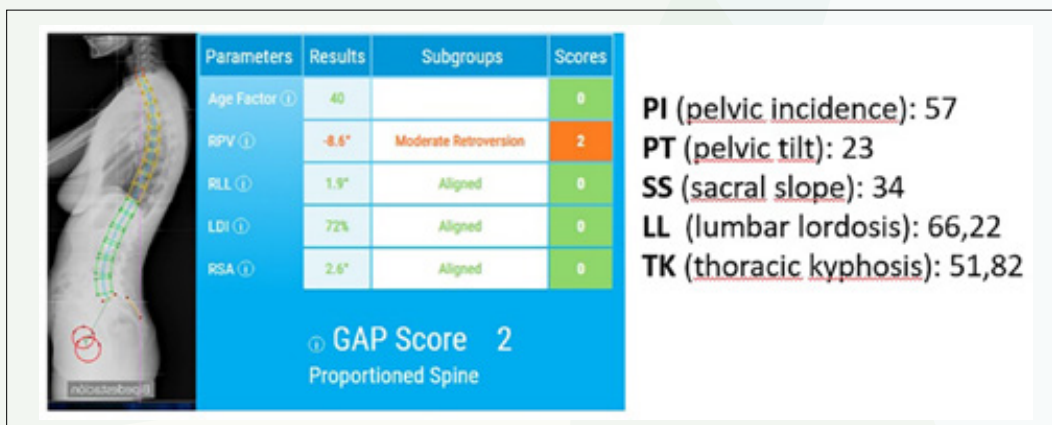 Parameters Results Subgroups Scores
Age Factor ⓘ 40 0
RPV ⓘ -8.6° Moderate Retroversion 2
RLL ⓘ 1.9° Aligned 0
LDI ⓘ 72% Aligned 0
RSA ⓘ 2.6° Aligned 0
ⓘ GAP Score 2
Proportioned Spine
Bipedestación
PI (pelvic incidence): 57
PT (pelvic tilt): 23
SS (sacral slope): 34
LL (lumbar lordosis): 66,22
TK (thoracic kyphosis): 51,82